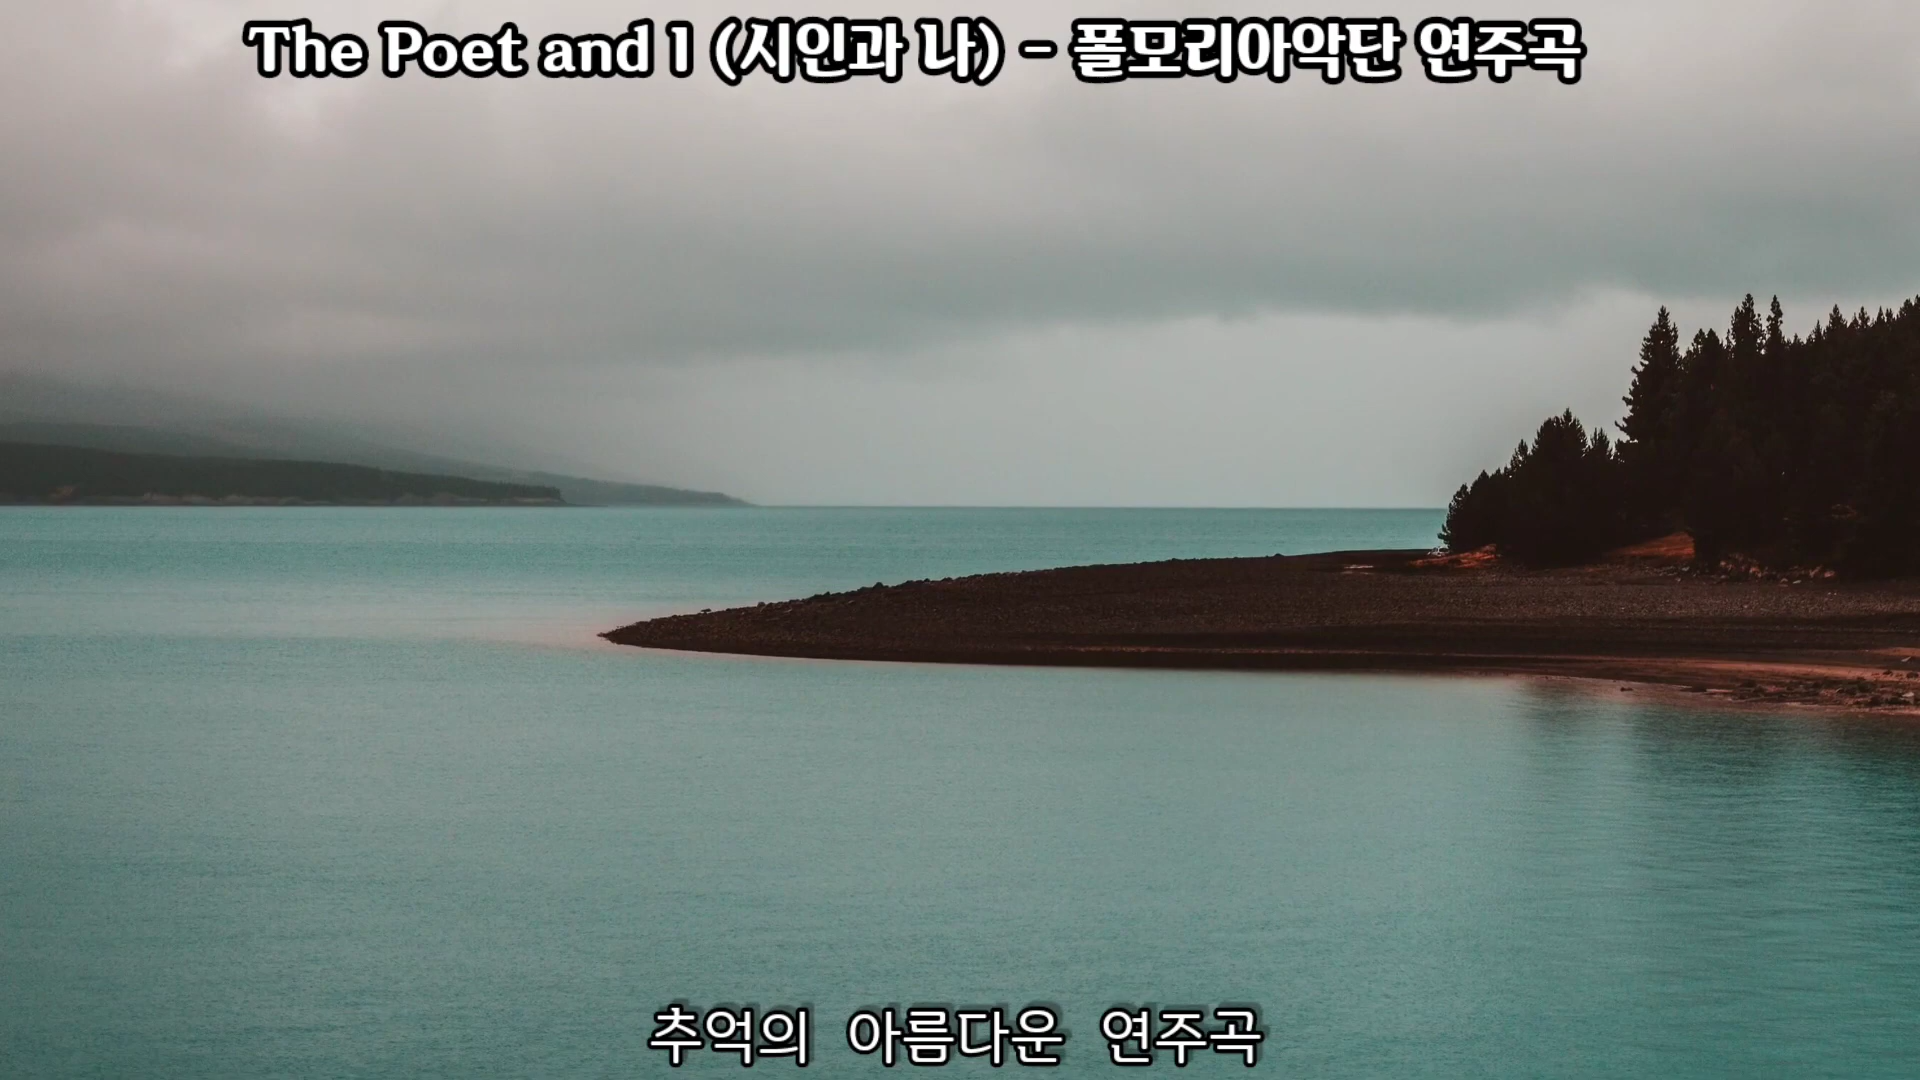 The Poet and I (시인과 나) - 폴모리아악단 연주곡
추억의 아름다운 연주곡